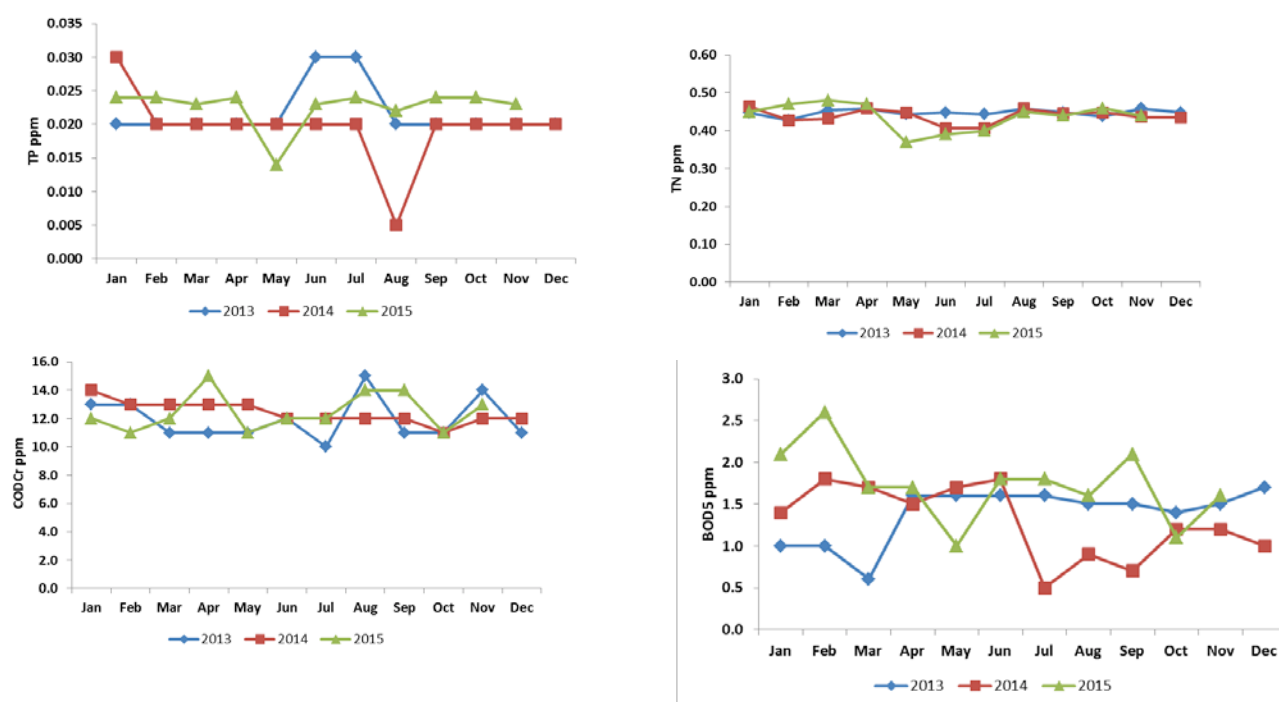 0.035
0.030
0.025
0.020
0.015
0.010
0.005
0.000
TP ppm
Jan Feb Mar Apr May Jun Jul Aug Sep Oct Nov Dec
2013 2014 2015
0.60
0.50
0.40
0.30
0.20
0.10
0.00
TN ppm
Jan Feb Mar Apr May Jun Jul Aug Sep Oct Nov Dec
2013 2014 2015
16.0
14.0
12.0
10.0
8.0
6.0
4.0
2.0
0.0
CODCr ppm
Jan Feb Mar Apr May Jun Jul Aug Sep Oct Nov Dec
2013 2014 2015
3.0
2.5
2.0
1.5
1.0
0.5
0.0
BOD5 ppm
Jan Feb Mar Apr May Jun Jul Aug Sep Oct Nov Dec
2013 2014 2015